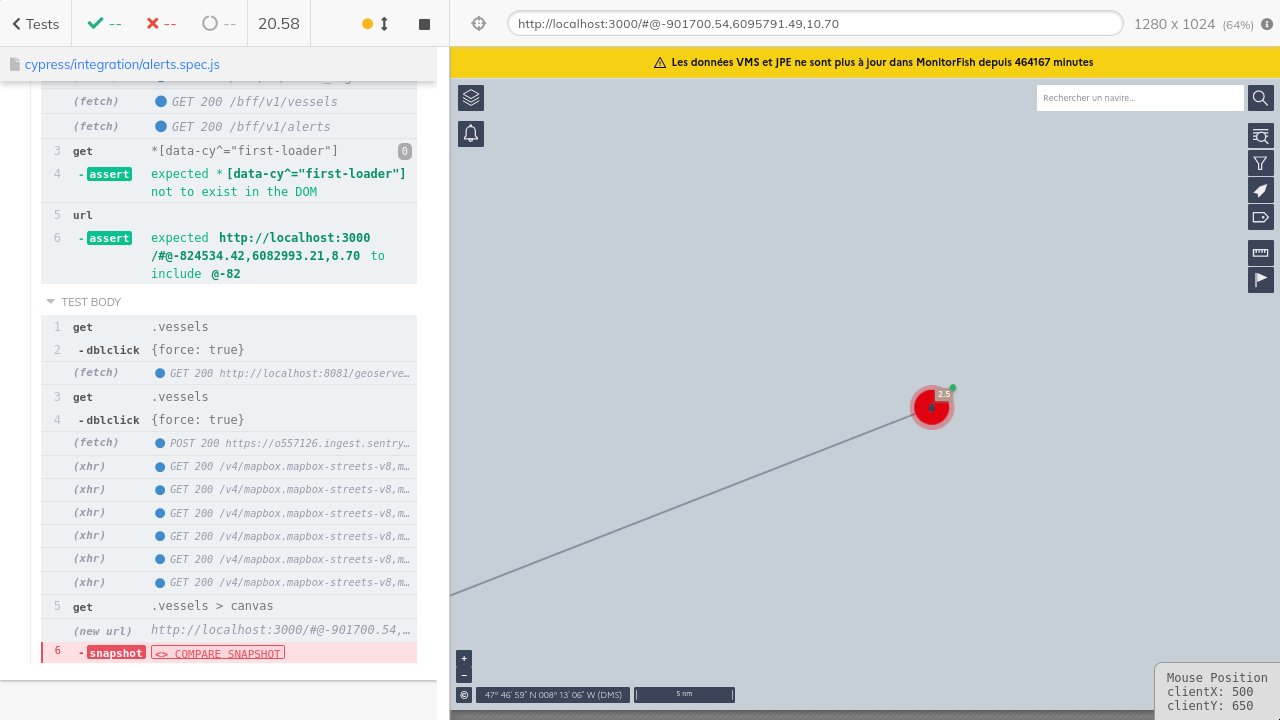 Tests
--
--
--
20.58
http://localhost:3000/#@-901700.54,6095791.49,10.70
1280 x 1024 (64%)
cypress/integration/alerts.spec.js
(fetch) GET 200 /bff/v1/vessels
(fetch) GET 200 /bff/v1/alerts
3 get *[data-cy^="first-loader"] 0
4 -assert expected *[data-cy^="first-loader"]
not to exist in the DOM
5 url
6 -assert expected http://localhost:3000
/#@-824534.42,6082993.21,8.70 to
include @-82
TEST BODY
1 get .vessels
2 -dblclick {force: true}
(fetch) GET 200 http://localhost:8081/geoserve…
3 get .vessels
4 -dblclick {force: true}
(fetch) POST 200 https://o557126.ingest.sentry…
(xhr) GET 200 /v4/mapbox.mapbox-streets-v8,m…
(xhr) GET 200 /v4/mapbox.mapbox-streets-v8,m…
(xhr) GET 200 /v4/mapbox.mapbox-streets-v8,m…
(xhr) GET 200 /v4/mapbox.mapbox-streets-v8,m…
(xhr) GET 200 /v4/mapbox.mapbox-streets-v8,m…
(xhr) GET 200 /v4/mapbox.mapbox-streets-v8,m…
5 get .vessels > canvas
(new url) http://localhost:3000/#@-901700.54,…
6 -snapshot <> COMPARE SNAPSHOT
Les données VMS et JPE ne sont plus à jour dans MonitorFish depuis 464167 minutes
Rechercher un navire...
2.5
4
+
−
©
47° 46′ 59″ N 008° 13′ 06″ W (DMS)
5 nm
Mouse Position
clientX: 500
clientY: 650